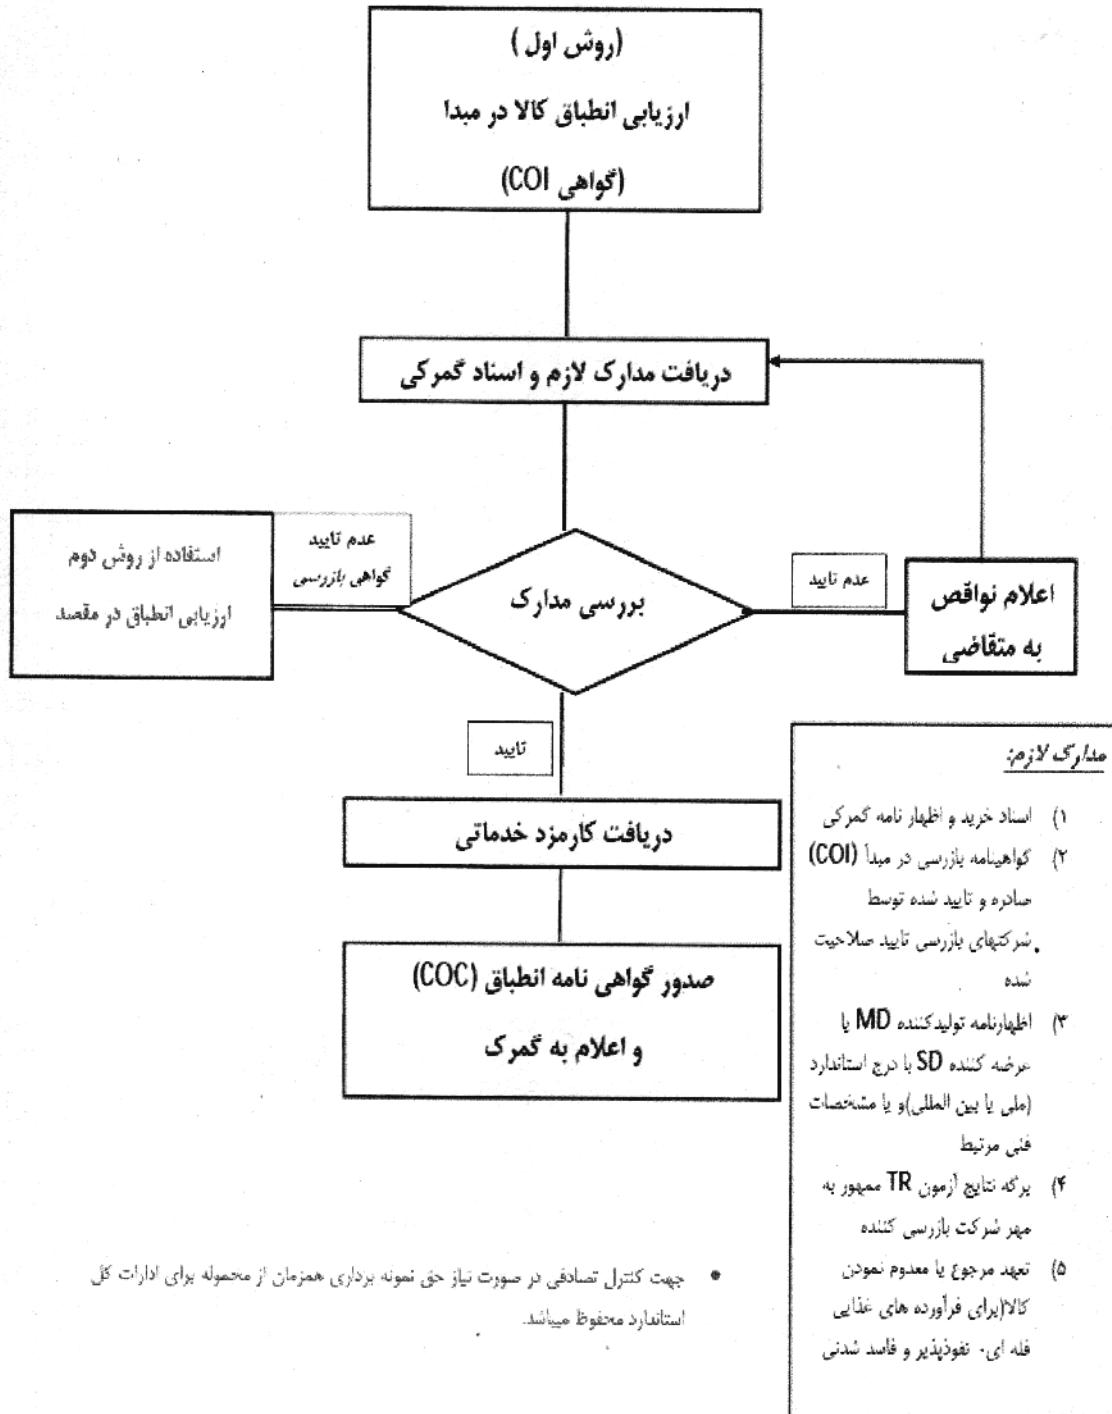 (روش اول )
ارزیابی انطباق کالا در مبدا
(گواهی COI)
دریافت مدارک لازم و اسناد گمرکی
استفاده از روش دوم
ارزیابی انطباق در مقصد
عدم تایید
گواهی بازرسی
بررسی مدارک
عدم تایید
اعلام نواقص
به متقاضی
تایید
دریافت کارمزد خدماتی
صدور گواهی نامه انطباق (COC)
و اعلام به گمرک
مدارک لازم:
۱) اسناد خرید و اظهار نامه گمرکی
۲) گواهینامه بازرسی در مبدأ (COI)
صادره و تایید شده توسط
شرکتهای بازرسی تایید صلاحیت
شده
۳) اظهارنامه تولیدکننده MD یا
عرضه کننده SD با درج استاندارد
(ملی یا بین المللی)و یا مشخصات
فنی مرتبط
۴) برگه نتایج آزمون TR ممهور به
مهر شرکت بازرسی کننده
۵) تعهد مرجوع یا معدوم نمودن
کالا(برای فرآورده های غذایی
فله ای- نفوذپذیر و فاسد شدنی
• جهت کنترل تصادفی در صورت نیاز حق نمونه برداری همزمان از محموله برای ادارات کل
استاندارد محفوظ میباشد.